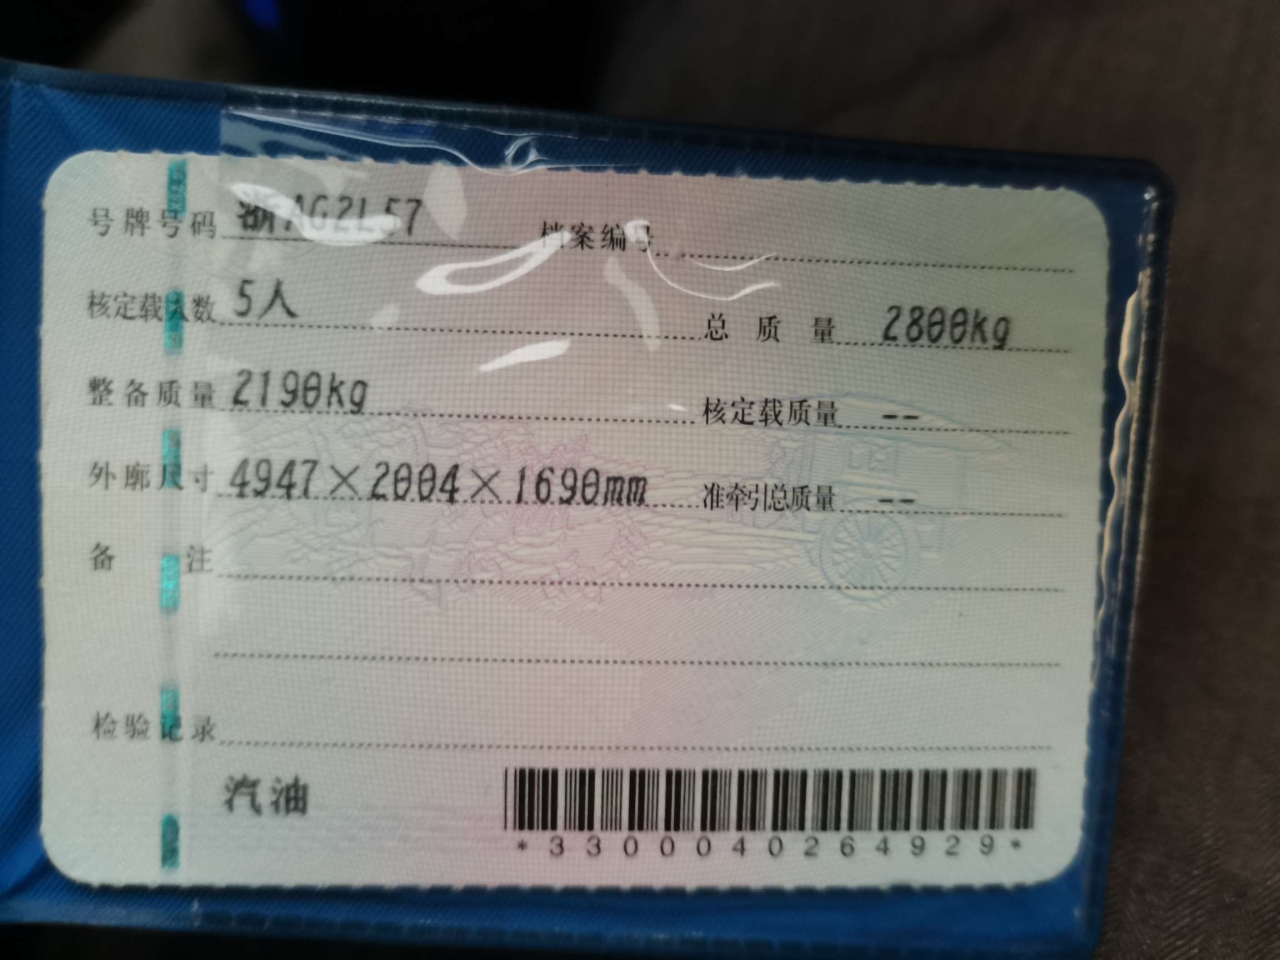 号牌号码 浙AG2L57 档案编号
核定载人数 5人 总质量 2800kg
整备质量 2190kg 核定载质量 --
外廓尺寸 4947×2004×1690mm 准牵引总质量 --
备注
检验记录
汽油
*3300040264929*